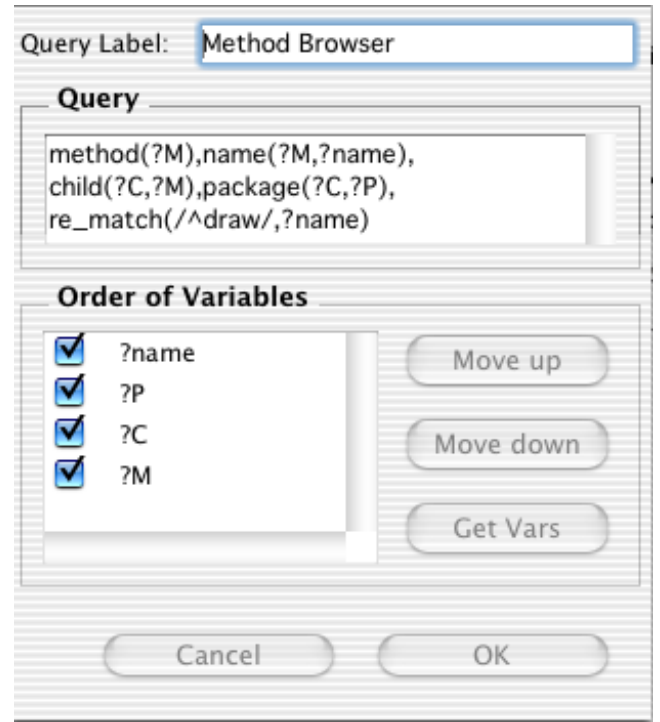 Query Label: Method Browser
Query
method(?M),name(?M,?name),
child(?C,?M),package(?C,?P),
re_match(/^draw/,?name)
Order of Variables
?name
?P
?C
?M
Move up
Move down
Get Vars
Cancel OK